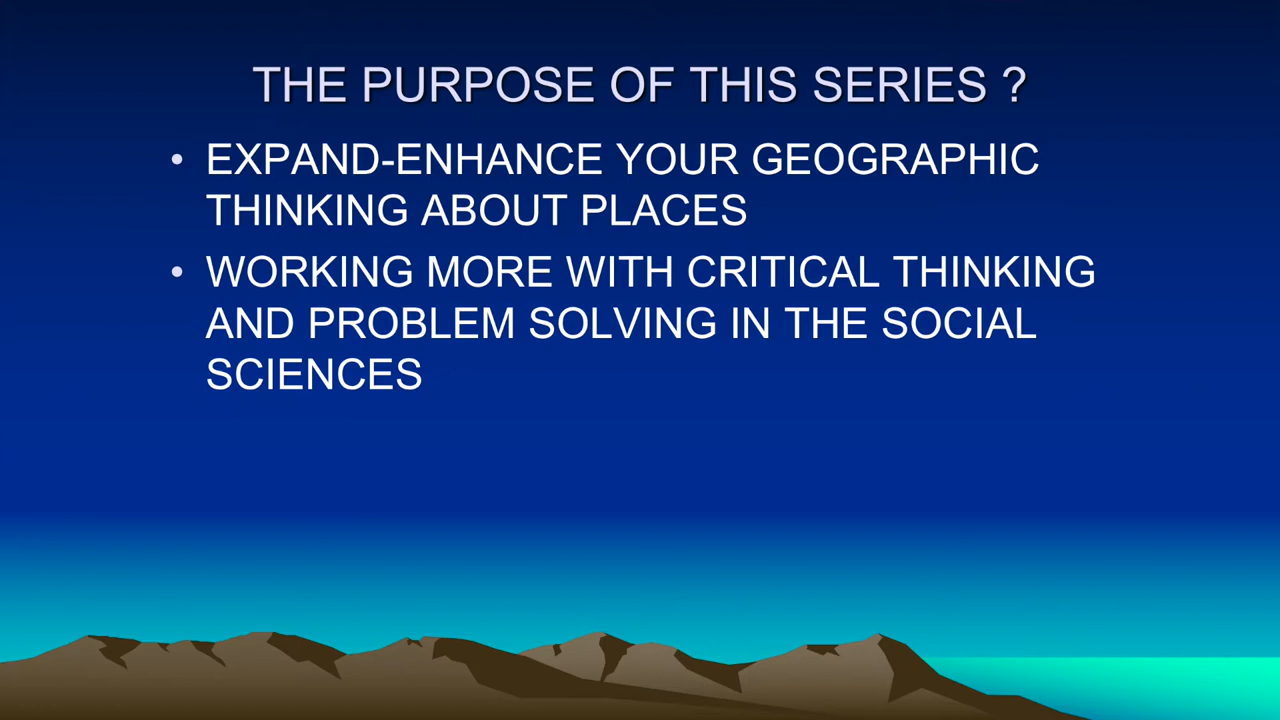 THE PURPOSE OF THIS SERIES ?
• EXPAND-ENHANCE YOUR GEOGRAPHIC
THINKING ABOUT PLACES
• WORKING MORE WITH CRITICAL THINKING
AND PROBLEM SOLVING IN THE SOCIAL
SCIENCES